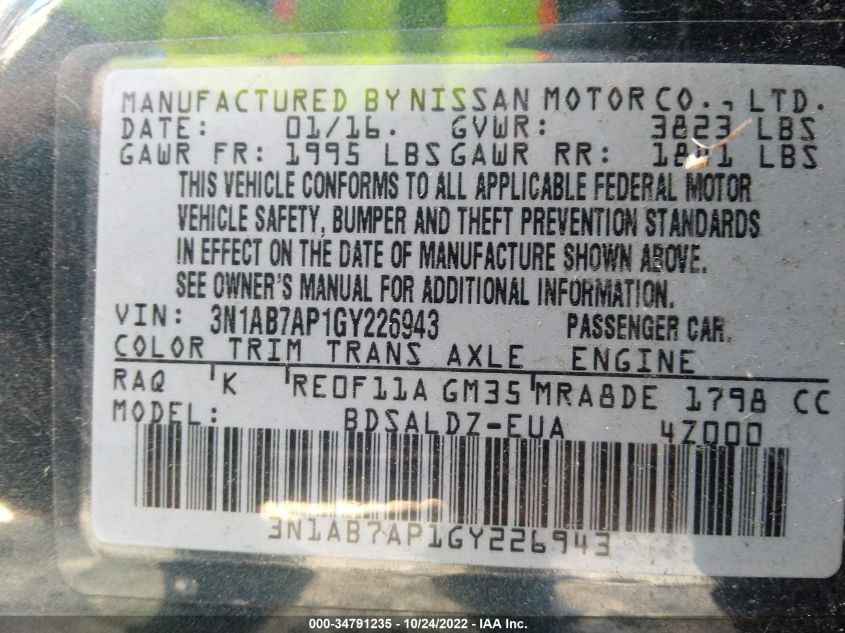 MANUFACTURED BY NISSAN MOTOR CO., LTD.
DATE: 01/16. GVWR: 3823 LBS
GAWR FR: 1995 LBS GAWR RR: LBS
THIS VEHICLE CONFORMS TO ALL APPLICABLE FEDERAL MOTOR
VEHICLE SAFETY, BUMPER AND THEFT PREVENTION STANDARDS
IN EFFECT ON THE DATE OF MANUFACTURE SHOWN ABOVE.
SEE OWNER'S MANUAL FOR ADDITIONAL INFORMATION.
VIN: 3N1AB7AP1GY226943 PASSENGER CAR.
COLOR TRIM TRANS AXLE ENGINE
RAQ K RE0F11A GM35 MRA8DE 1798 CC
MODEL: BDSALDZ-EUA 4Z000
3N1AB7AP1GY226943
000-34791235 - 10/24/2022 - IAA Inc.